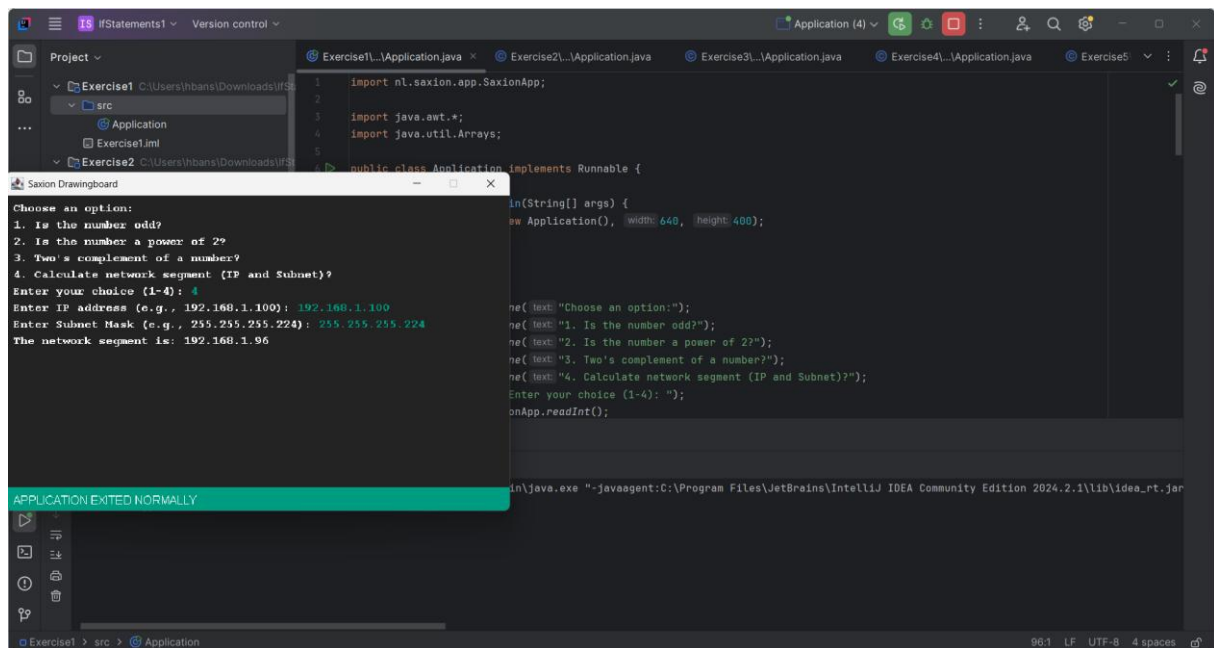 IS IfStatements1 Version control Application (4)
Project
Exercise1\...\Application.java Exercise2\...\Application.java Exercise3\...\Application.java Exercise4\...\Application.java Exercise5
Exercise1 C:\Users\hbans\Downloads\IfSt
src
Application
Exercise1.iml
Exercise2 C:\Users\hbans\Downloads\IfSt
1 import nl.saxion.app.SaxionApp;
2
3 import java.awt.*;
4 import java.util.Arrays;
5
6 public class Application implements Runnable {
in(String[] args) {
ew Application(), width: 640, height: 400);
ne( text: "Choose an option:");
ne( text: "1. Is the number odd?");
ne( text: "2. Is the number a power of 2?");
ne( text: "3. Two's complement of a number?");
ne( text: "4. Calculate network segment (IP and Subnet)?");
Enter your choice (1-4): ");
onApp.readInt();
Saxion Drawingboard
Choose an option:
1. Is the number odd?
2. Is the number a power of 2?
3. Two's complement of a number?
4. Calculate network segment (IP and Subnet)?
Enter your choice (1-4): 4
Enter IP address (e.g., 192.168.1.100): 192.168.1.100
Enter Subnet Mask (e.g., 255.255.255.224): 255.255.255.224
The network segment is: 192.168.1.96
APPLICATION EXITED NORMALLY
in\java.exe "-javaagent:C:\Program Files\JetBrains\IntelliJ IDEA Community Edition 2024.2.1\lib\idea_rt.jar
Exercise1 > src > Application 96:1 LF UTF-8 4 spaces